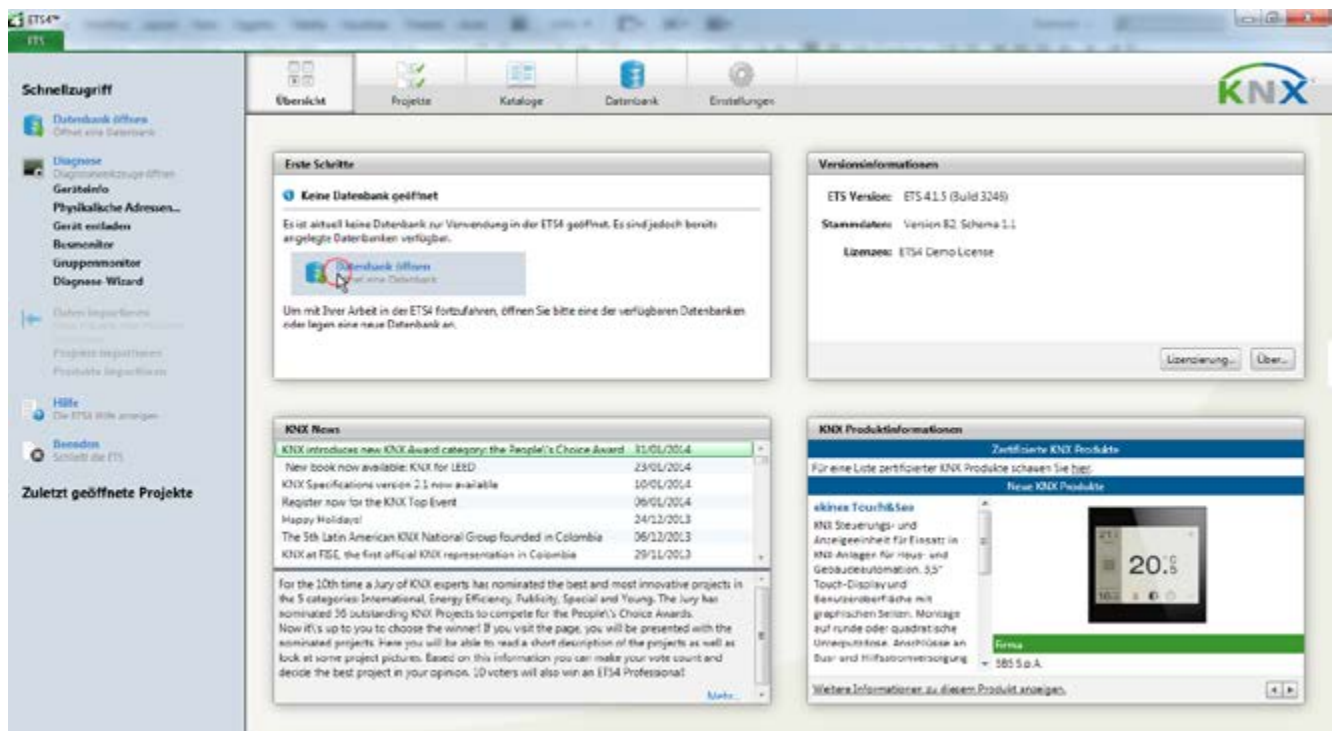 ETS4™
ETS
Übersicht
Projekte
Kataloge
Datenbank
Einstellungen
KNX
Schnellzugriff
Datenbank öffnen
Öffnet eine Datenbank
Diagnose
Diagnosewerkzeuge öffnen
Geräteinfo
Physikalische Adressen...
Gerät entladen
Busmonitor
Gruppenmonitor
Diagnose-Wizard
Daten importieren
Projekte importieren
Produkte importieren
Hilfe
Die ETS4 Hilfe anzeigen
Beenden
Schließt die ETS
Zuletzt geöffnete Projekte
Erste Schritte
Keine Datenbank geöffnet
Es ist aktuell keine Datenbank zur Verwendung in der ETS4 geöffnet. Es sind jedoch bereits
angelegte Datenbanken verfügbar.
Datenbank öffnen
Öffnet eine Datenbank
Um mit Ihrer Arbeit in der ETS4 fortzufahren, öffnen Sie bitte eine der verfügbaren Datenbanken
oder legen eine neue Datenbank an.
Versionsinformationen
ETS Version: ETS 4.1.5 (Build 3246)
Stammdaten: Version 82, Schema 1.1
Lizenzen: ETS4 Demo License
Lizenzierung... Über...
KNX News
KNX introduces new KNX Award category: the People\'s Choice Award 31/01/2014
New book now available: KNX for LEED 23/01/2014
KNX Specifications version 2.1 now available 10/01/2014
Register now for the KNX Top Event 06/01/2014
Happy Holidays! 24/12/2013
The 5th Latin American KNX National Group founded in Colombia 06/12/2013
KNX at FISE, the first official KNX representation in Colombia 29/11/2013
For the 10th time a Jury of KNX experts has nominated the best and most innovative projects in
the 5 categories: International, Energy Efficiency, Publicity, Special and Young. The Jury has
nominated 36 outstanding KNX Projects to compete for the People\'s Choice Awards.
Now it\'s up to you to choose the winner! If you visit the page, you will be presented with the
nominated projects. Here you will be able to read a short description of the projects as well as
look at some project pictures. Based on this information you can make your vote count and
decide the best project in your opinion. 10 voters will also win an ETS4 Professional!
Mehr...
KNX Produktinformationen
Zertifizierte KNX Produkte
Für eine Liste zertifizierter KNX Produkte schauen Sie hier.
Neue KNX Produkte
ekinex Touch&See
KNX Steuerungs- und
Anzeigeeinheit für Einsatz in
KNX-Anlagen für Haus- und
Gebäudeautomation. 3,5"
Touch-Display und
Benutzeroberfläche mit
graphischen Seiten. Montage
auf runde oder quadratische
Unterputzdose. Anschlüsse an
Bus- und Hilfsstromversorgung
20.5
Firma
SBS S.p.A.
Weitere Informationen zu diesem Produkt anzeigen.